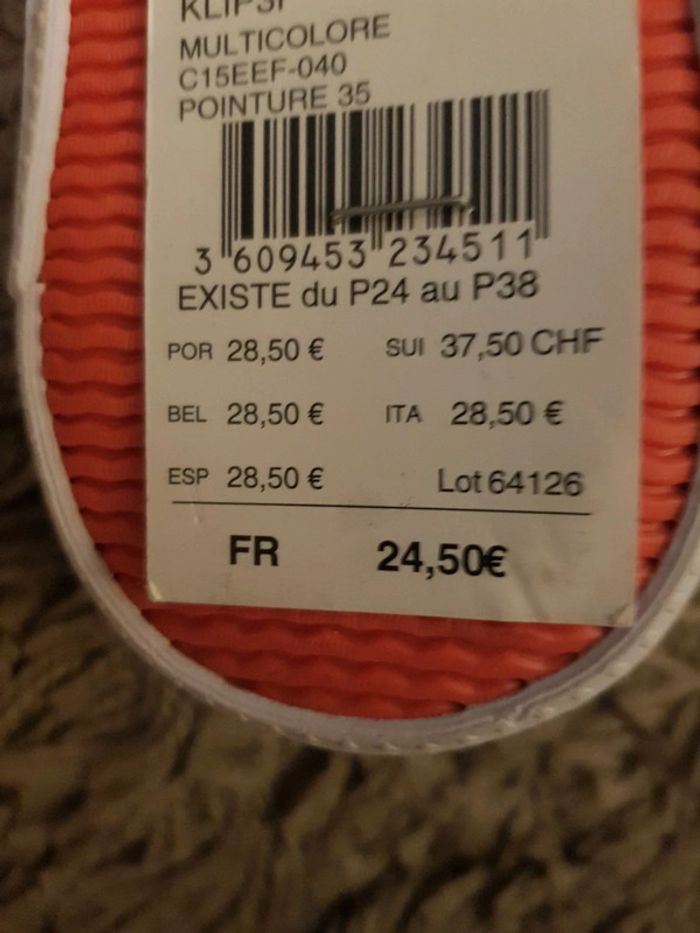 MULTICOLORE
C15EEF-040
POINTURE 35
3 609453 234511
EXISTE du P24 au P38
POR 28,50 € SUI 37,50 CHF
BEL 28,50 € ITA 28,50 €
ESP 28,50 € Lot 64126
FR 24,50€